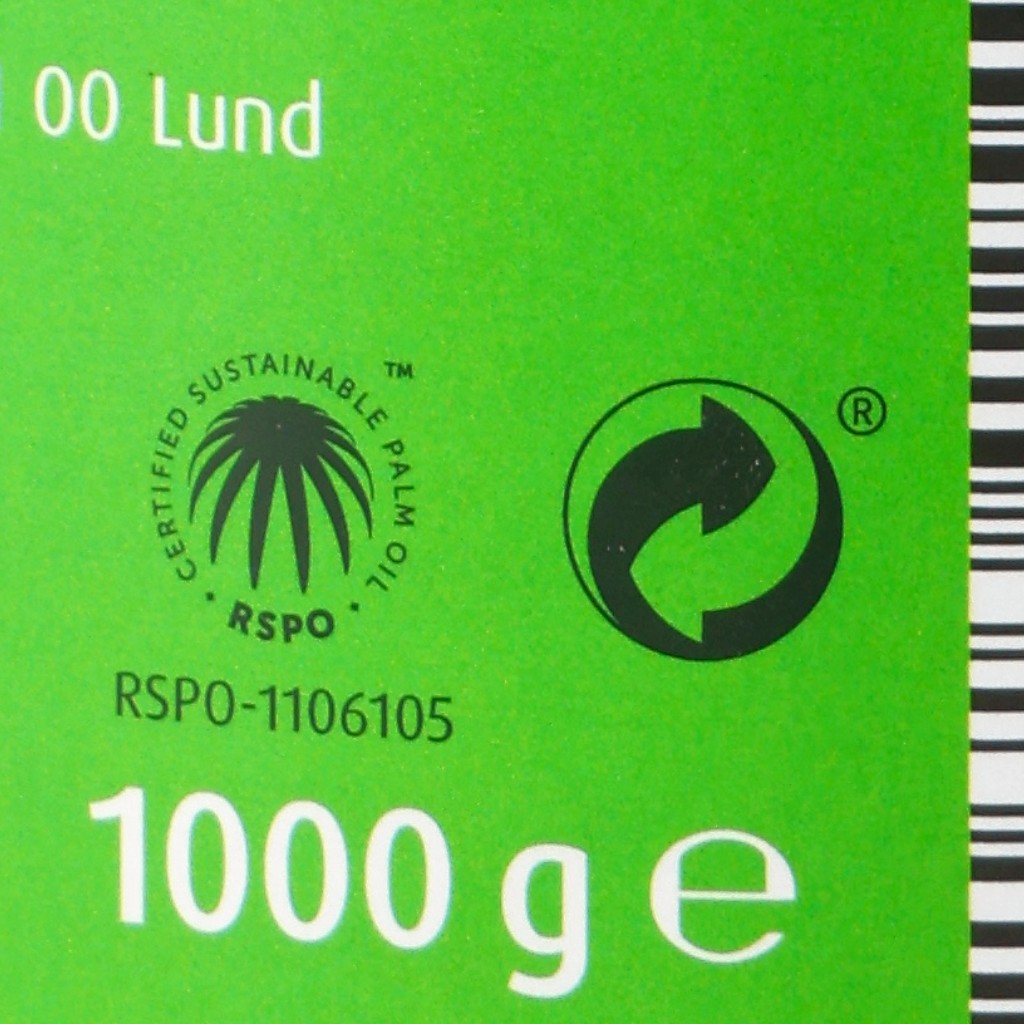 00 Lund
CERTIFIED SUSTAINABLE PALM OIL ™
· RSPO ·
®
RSPO-1106105
1000 g ℮